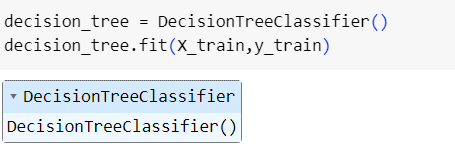 decision_tree = DecisionTreeClassifier()
decision_tree.fit(X_train,y_train)
▾ DecisionTreeClassifier
DecisionTreeClassifier()